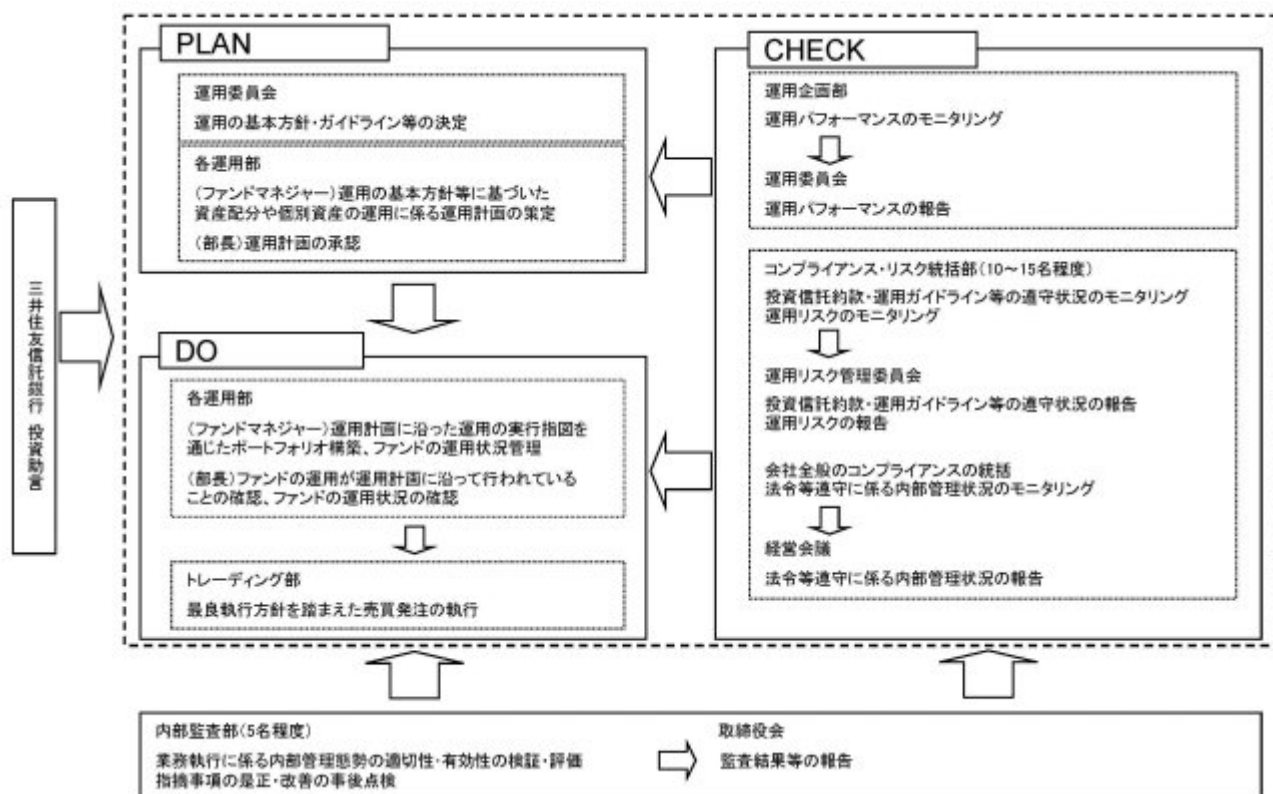 三井住友信託銀行 投資助言
PLAN
運用委員会
運用の基本方針・ガイドライン等の決定
各運用部
(ファンドマネジャー)運用の基本方針等に基づいた
資産配分や個別資産の運用に係る運用計画の策定
(部長)運用計画の承認
DO
各運用部
(ファンドマネジャー)運用計画に沿った運用の実行指図を
通じたポートフォリオ構築、ファンドの運用状況管理
(部長)ファンドの運用が運用計画に沿って行われている
ことの確認、ファンドの運用状況の確認
トレーディング部
最良執行方針を踏まえた売買発注の執行
CHECK
運用企画部
運用パフォーマンスのモニタリング
運用委員会
運用パフォーマンスの報告
コンプライアンス・リスク統括部(10~15名程度)
投資信託約款・運用ガイドライン等の遵守状況のモニタリング
運用リスクのモニタリング
運用リスク管理委員会
投資信託約款・運用ガイドライン等の遵守状況の報告
運用リスクの報告
会社全般のコンプライアンスの統括
法令等遵守に係る内部管理状況のモニタリング
経営会議
法令等遵守に係る内部管理状況の報告
内部監査部(5名程度)
業務執行に係る内部管理態勢の適切性・有効性の検証・評価
指摘事項の是正・改善の事後点検
取締役会
監査結果等の報告